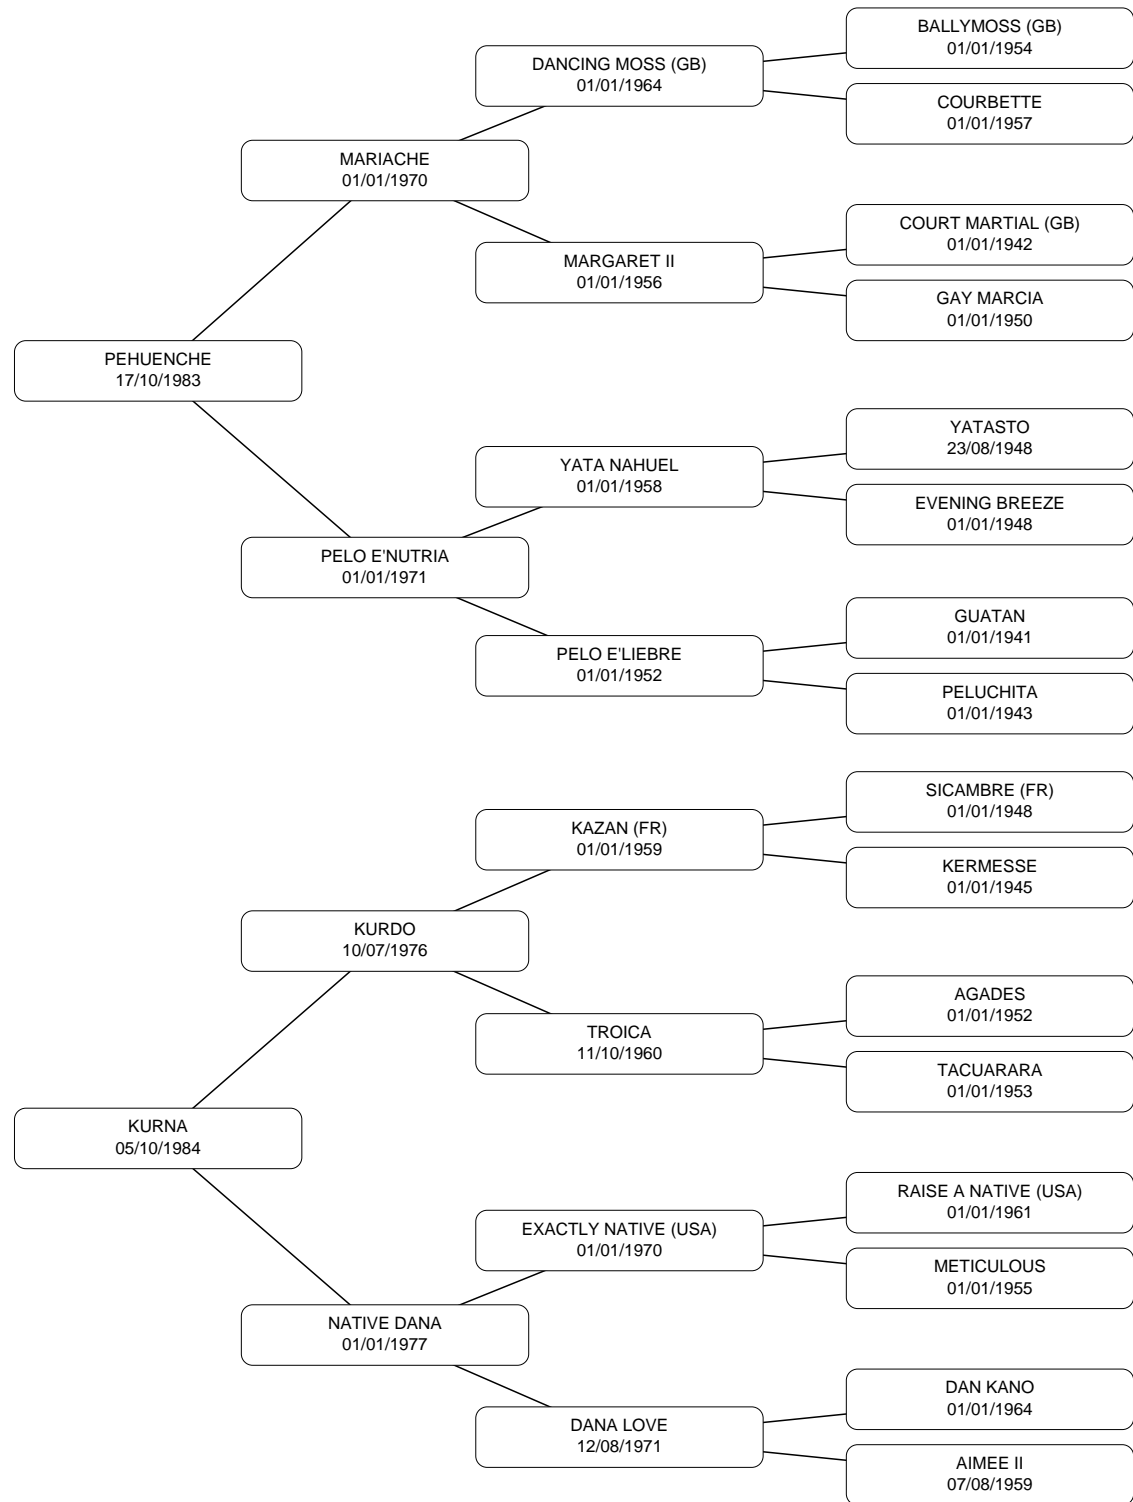 BALLYMOSS (GB)
01/01/1954
DANCING MOSS (GB)
01/01/1964
COURBETTE
01/01/1957
MARIACHE
01/01/1970
COURT MARTIAL (GB)
01/01/1942
MARGARET II
01/01/1956
GAY MARCIA
01/01/1950
PEHUENCHE
17/10/1983
YATASTO
23/08/1948
YATA NAHUEL
01/01/1958
EVENING BREEZE
01/01/1948
PELO E'NUTRIA
01/01/1971
GUATAN
01/01/1941
PELO E'LIEBRE
01/01/1952
PELUCHITA
01/01/1943
SICAMBRE (FR)
01/01/1948
KAZAN (FR)
01/01/1959
KERMESSE
01/01/1945
KURDO
10/07/1976
AGADES
01/01/1952
TROICA
11/10/1960
TACUARARA
01/01/1953
KURNA
05/10/1984
RAISE A NATIVE (USA)
01/01/1961
EXACTLY NATIVE (USA)
01/01/1970
METICULOUS
01/01/1955
NATIVE DANA
01/01/1977
DAN KANO
01/01/1964
DANA LOVE
12/08/1971
AIMEE II
07/08/1959